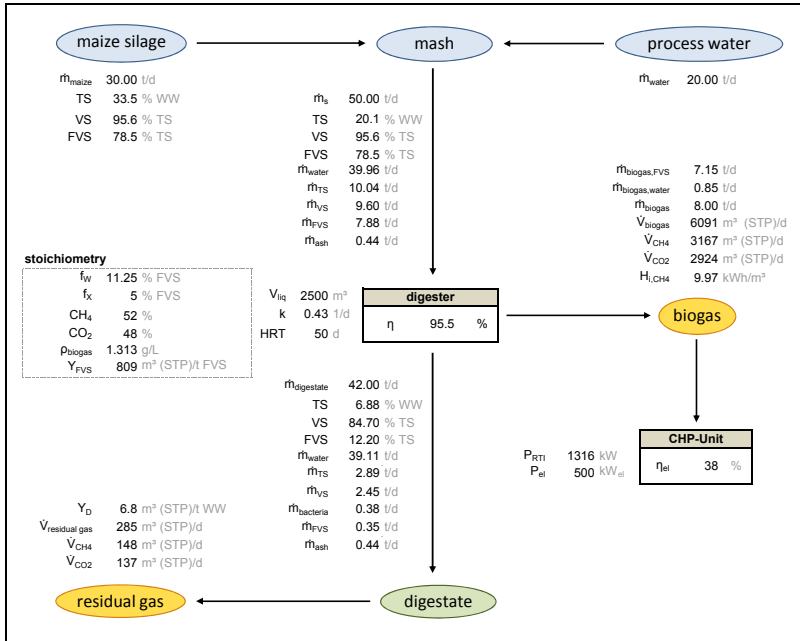 maize silage
mash
process water
ṁmaize 30.00 t/d
TS 33.5 % WW
VS 95.6 % TS
FVS 78.5 % TS
ṁs 50.00 t/d
TS 20.1 % WW
VS 95.6 % TS
FVS 78.5 % TS
ṁwater 39.96 t/d
ṁTS 10.04 t/d
ṁVS 9.60 t/d
ṁFVS 7.88 t/d
ṁash 0.44 t/d
ṁwater 20.00 t/d
ṁbiogas,FVS 7.15 t/d
ṁbiogas,water 0.85 t/d
ṁbiogas 8.00 t/d
V̇biogas 6091 m³ (STP)/d
V̇CH4 3167 m³ (STP)/d
V̇CO2 2924 m³ (STP)/d
Hi,CH4 9.97 kWh/m³
stoichiometry
fW 11.25 % FVS
fX 5 % FVS
CH4 52 %
CO2 48 %
ρbiogas 1.313 g/L
YFVS 809 m³ (STP)/t FVS
Vliq 2500 m³
k 0.43 1/d
HRT 50 d
digester
η 95.5 %
biogas
ṁdigestate 42.00 t/d
TS 6.88 % WW
VS 84.70 % TS
FVS 12.20 % TS
ṁwater 39.11 t/d
ṁTS 2.89 t/d
ṁVS 2.45 t/d
ṁbacteria 0.38 t/d
ṁFVS 0.35 t/d
ṁash 0.44 t/d
PRTI 1316 kW
Pel 500 kWel
CHP-Unit
ηel 38 %
YD 6.8 m³ (STP)/t WW
V̇residual gas 285 m³ (STP)/d
V̇CH4 148 m³ (STP)/d
V̇CO2 137 m³ (STP)/d
residual gas
digestate